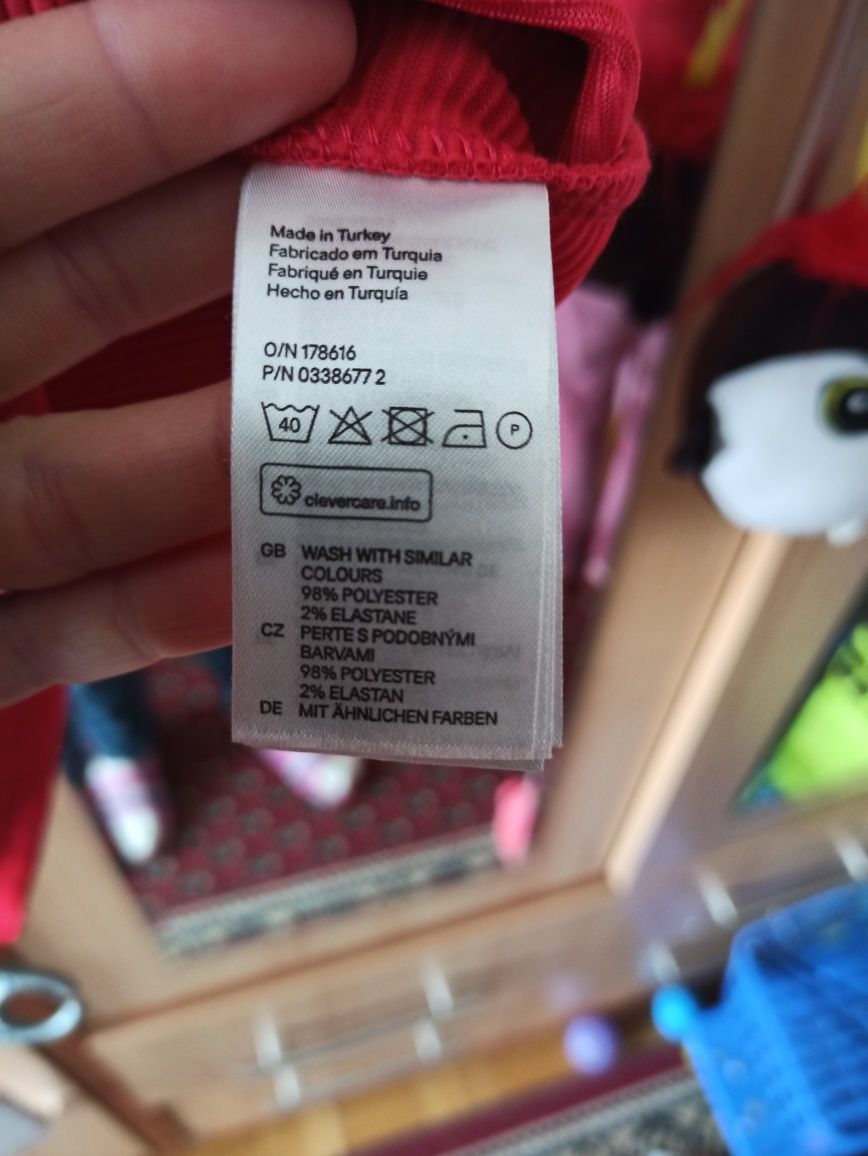 Made in Turkey
Fabricado em Turquia
Fabriqué en Turquie
Hecho en Turquía
O/N 178616
P/N 0338677 2
40 P
clevercare.info
GB WASH WITH SIMILAR
COLOURS
98% POLYESTER
2% ELASTANE
CZ PERTE S PODOBNÝMI
BARVAMI
98% POLYESTER
2% ELASTAN
DE MIT ÄHNLICHEN FARBEN